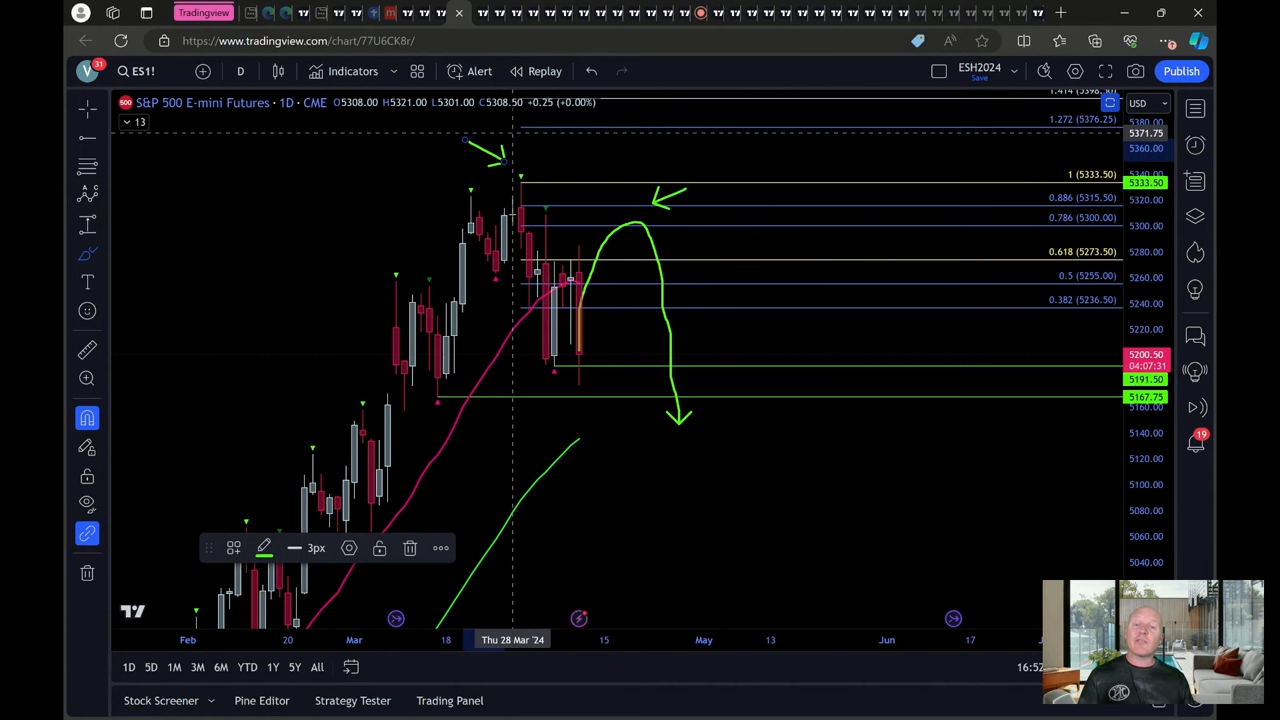 Tradingview
https://www.tradingview.com/chart/77U6CK8r/
V
31
ES1!
D
Indicators
Alert
Replay
ESH2024
Save
Publish
500
S&P 500 E-mini Futures · 1D · CME O5308.00 H5321.00 L5301.00 C5308.50 +0.25 (+0.00%)
13
USD
1.272 (5376.25)
5371.75
5360.00
1 (5333.50)
5333.50
0.886 (5315.50)
5320.00
0.786 (5300.00)
5300.00
0.618 (5273.50)
5280.00
0.5 (5255.00)
5260.00
0.382 (5236.50)
5240.00
5220.00
5200.50
04:07:31
5191.50
5167.75
5160.00
5140.00
5120.00
5100.00
5080.00
5060.00
5040.00
19
3px
Feb
20
Mar
18
Thu 28 Mar '24
15
May
13
Jun
17
1D
5D
1M
3M
6M
YTD
1Y
5Y
All
16:52
Stock Screener
Pine Editor
Strategy Tester
Trading Panel